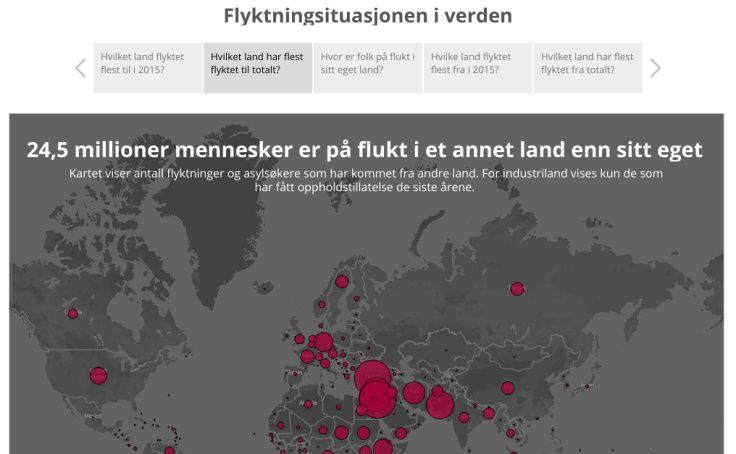 Flyktningsituasjonen i verden
Hvilket land flyktet
flest til i 2015?
Hvilket land har flest
flyktet til totalt?
Hvor er folk på flukt i
sitt eget land?
Hvilke land flyktet
flest fra i 2015?
Hvilket land har flest
flyktet fra totalt?
24,5 millioner mennesker er på flukt i et annet land enn sitt eget
Kartet viser antall flyktninger og asylsøkere som har kommet fra andre land. For industriland vises kun de som
har fått oppholdstillatelse de siste årene.